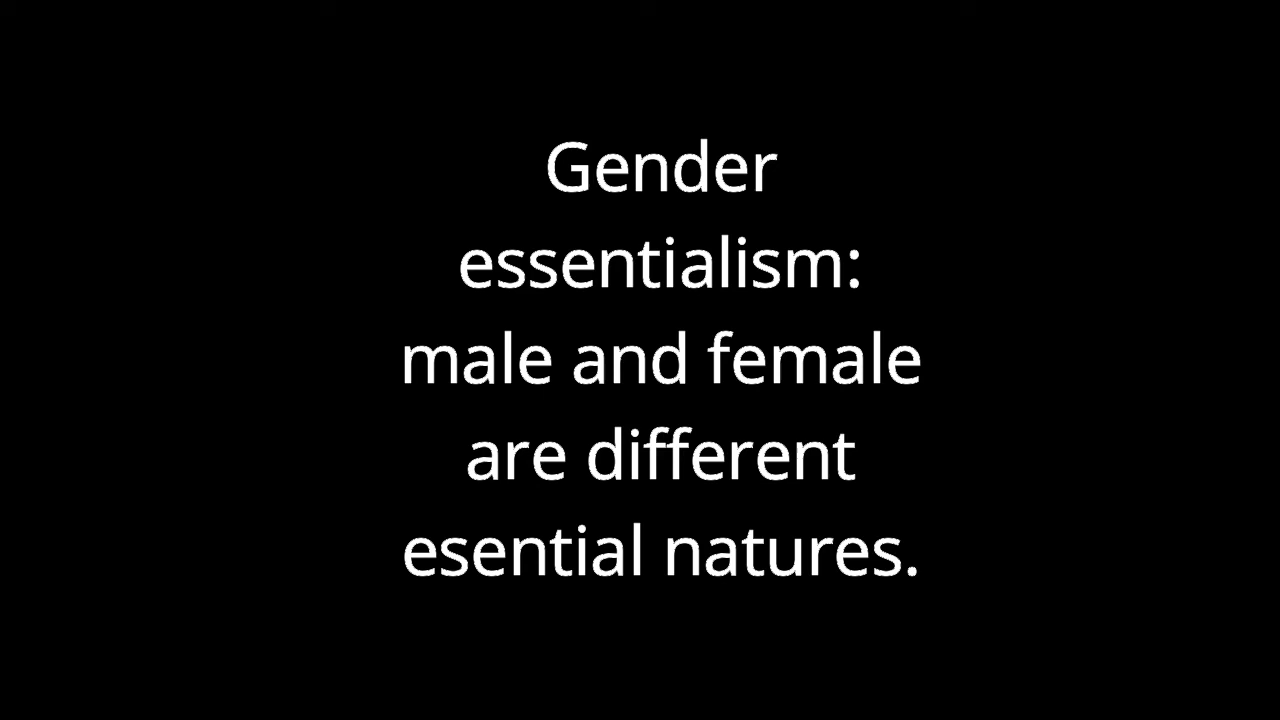 Gender
essentialism:
male and female
are different
esential natures.